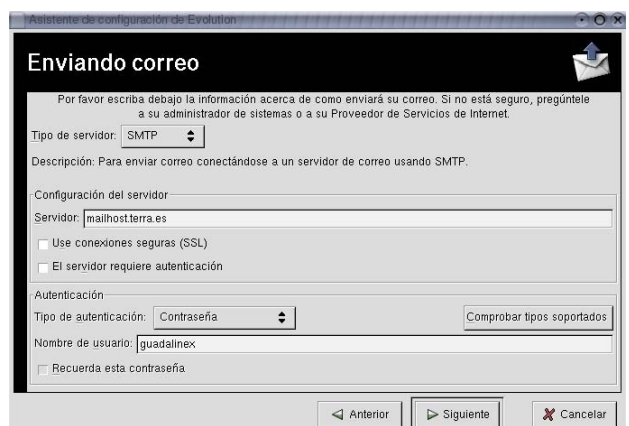 Asistente de configuración de Evolution
Enviando correo
Por favor escriba debajo la información acerca de como enviará su correo. Si no está seguro, pregúntele
a su administrador de sistemas o a su Proveedor de Servicios de Internet.
Tipo de servidor: SMTP
Descripción: Para enviar correo conectándose a un servidor de correo usando SMTP.
Configuración del servidor
Servidor: mailhost.terra.es
Use conexiones seguras (SSL)
El servidor requiere autenticación
Autenticación
Tipo de autenticación: Contraseña Comprobar tipos soportados
Nombre de usuario: guadalinex
Recuerda esta contraseña
Anterior Siguiente Cancelar